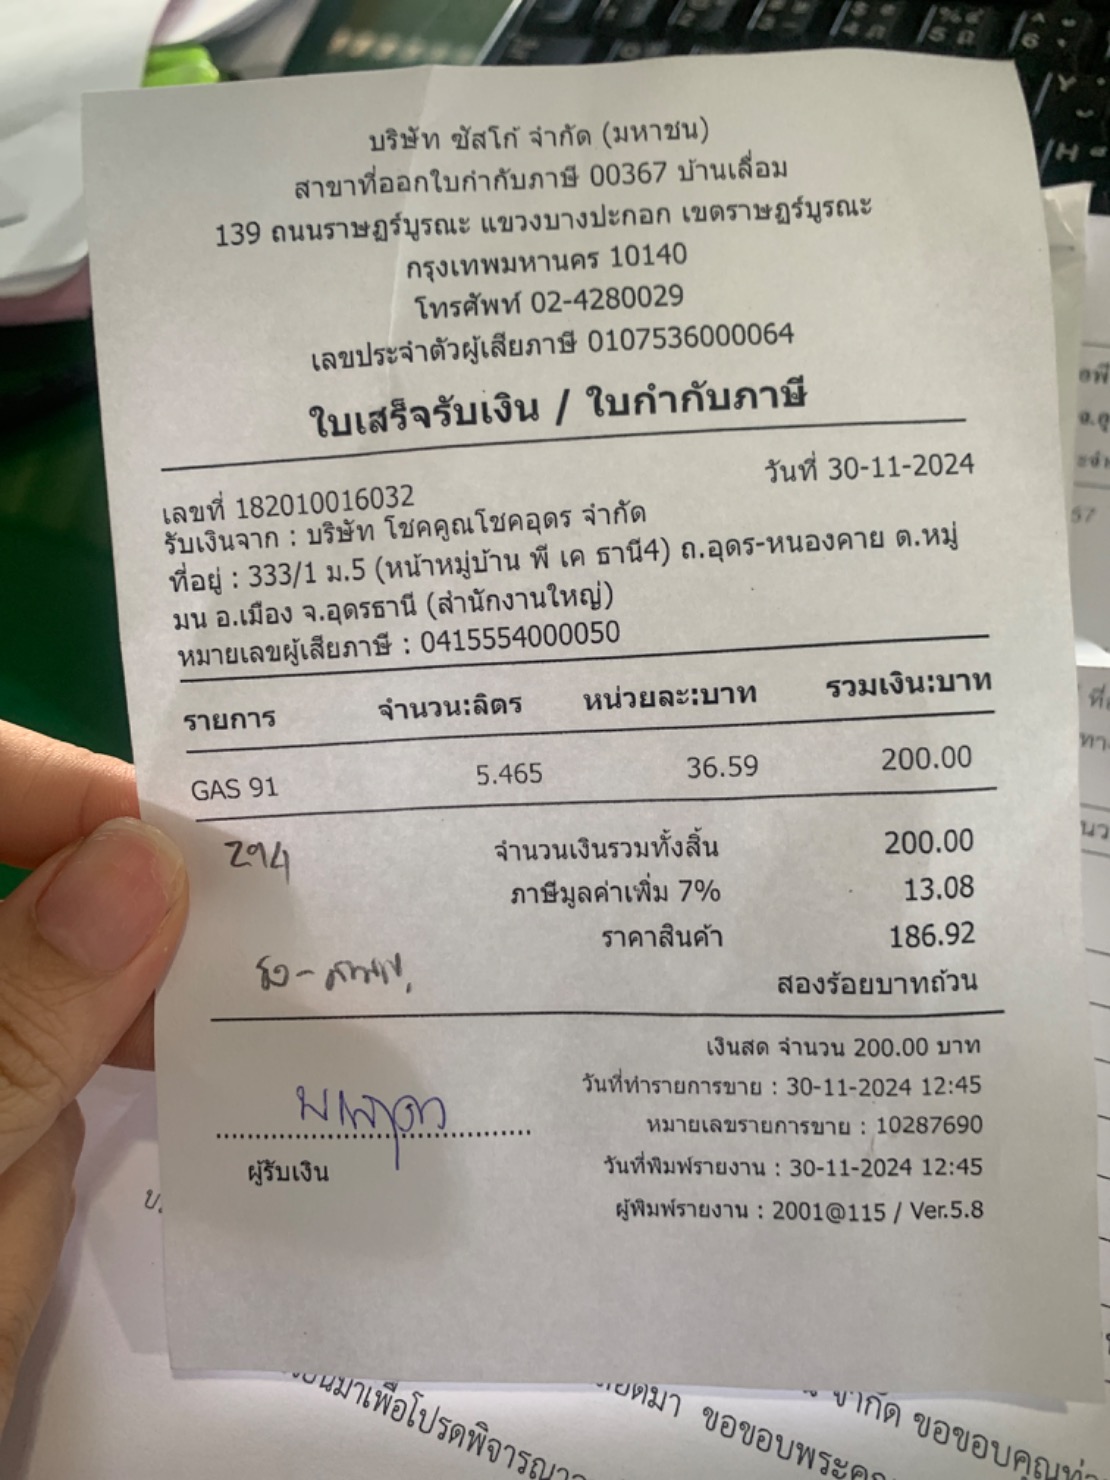 บริษัท ซัสโก้ จำกัด (มหาชน)
สาขาที่ออกใบกำกับภาษี 00367 บ้านเลื่อม
139 ถนนราษฎร์บูรณะ แขวงบางปะกอก เขตราษฎร์บูรณะ
กรุงเทพมหานคร 10140
โทรศัพท์ 02-4280029
เลขประจำตัวผู้เสียภาษี 0107536000064
ใบเสร็จรับเงิน / ใบกำกับภาษี
วันที่ 30-11-2024
เลขที่ 182010016032
รับเงินจาก : บริษัท โชคคูณโชคอุดร จำกัด
ที่อยู่ : 333/1 ม.5 (หน้าหมู่บ้าน พี เค ธานี4) ถ.อุดร-หนองคาย ต.หมู่
มน อ.เมือง จ.อุดรธานี (สำนักงานใหญ่)
หมายเลขผู้เสียภาษี : 0415554000050
รายการ จำนวน:ลิตร หน่วยละ:บาท รวมเงิน:บาท
GAS 91 5.465 36.59 200.00
294
จำนวนเงินรวมทั้งสิ้น 200.00
ภาษีมูลค่าเพิ่ม 7% 13.08
ราคาสินค้า 186.92
สองร้อยบาทถ้วน
เงินสด จำนวน 200.00 บาท
วันที่ทำรายการขาย : 30-11-2024 12:45
หมายเลขรายการขาย : 10287690
วันที่พิมพ์รายงาน : 30-11-2024 12:45
ผู้พิมพ์รายงาน : 2001@115 / Ver.5.8
ผู้รับเงิน
จำกัด ขอขอบคุณ